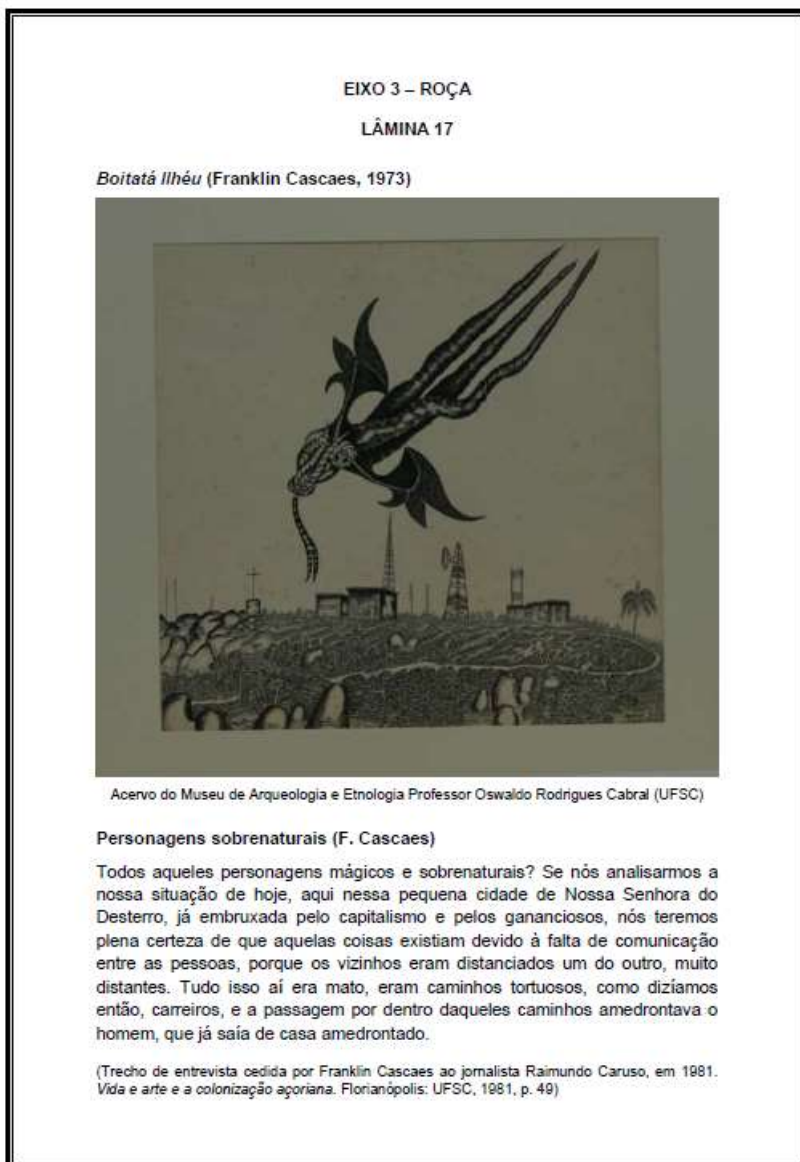 EIXO 3 – ROÇA
LÂMINA 17
Boitatá Ilhéu (Franklin Cascaes, 1973)
Acervo do Museu de Arqueologia e Etnologia Professor Oswaldo Rodrigues Cabral (UFSC)
Personagens sobrenaturais (F. Cascaes)
Todos aqueles personagens mágicos e sobrenaturais? Se nós analisarmos a
nossa situação de hoje, aqui nessa pequena cidade de Nossa Senhora do
Desterro, já embruxada pelo capitalismo e pelos gananciosos, nós teremos
plena certeza de que aquelas coisas existiam devido à falta de comunicação
entre as pessoas, porque os vizinhos eram distanciados um do outro, muito
distantes. Tudo isso aí era mato, eram caminhos tortuosos, como dizíamos
então, carreiros, e a passagem por dentro daqueles caminhos amedrontava o
homem, que já saía de casa amedrontado.
(Trecho de entrevista cedida por Franklin Cascaes ao jornalista Raimundo Caruso, em 1981.
Vida e arte e a colonização açoriana. Florianópolis: UFSC, 1981, p. 49)